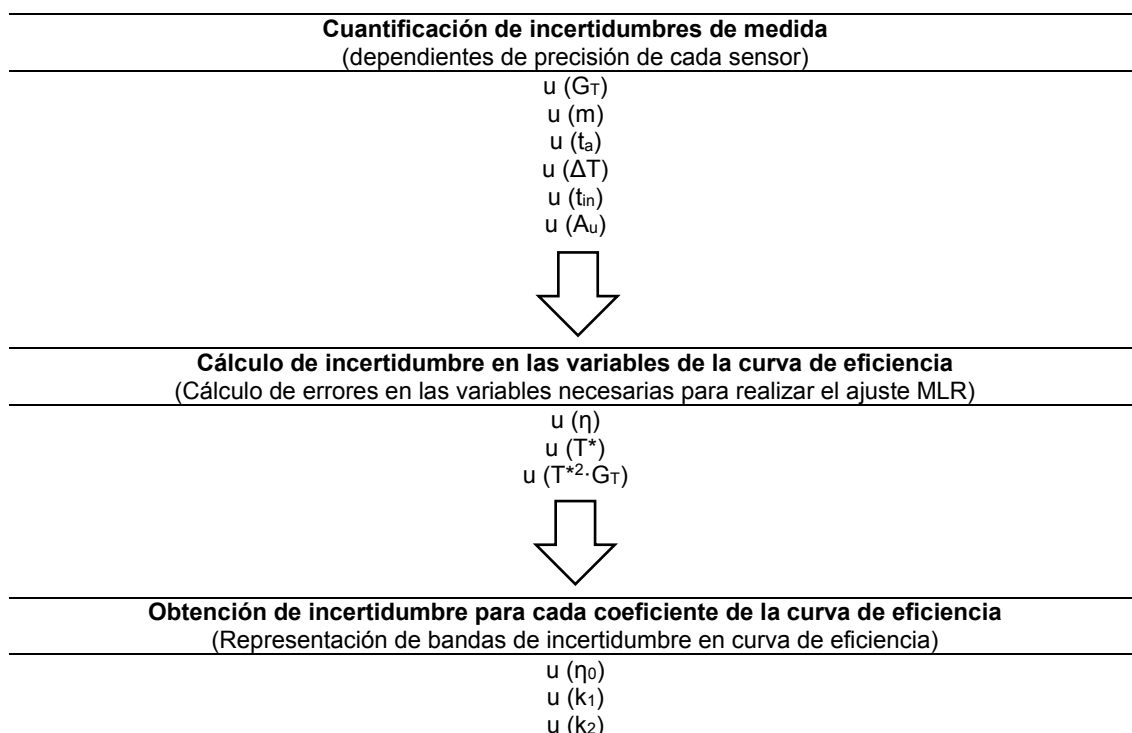 Cuantificación de incertidumbres de medida
(dependientes de precisión de cada sensor)
u (GT)
u (m)
u (ta)
u (ΔT)
u (tin)
u (Au)
Cálculo de incertidumbre en las variables de la curva de eficiencia
(Cálculo de errores en las variables necesarias para realizar el ajuste MLR)
u (η)
u (T*)
u (T*²·GT)
Obtención de incertidumbre para cada coeficiente de la curva de eficiencia
(Representación de bandas de incertidumbre en curva de eficiencia)
u (η₀)
u (k₁)
u (k₂)